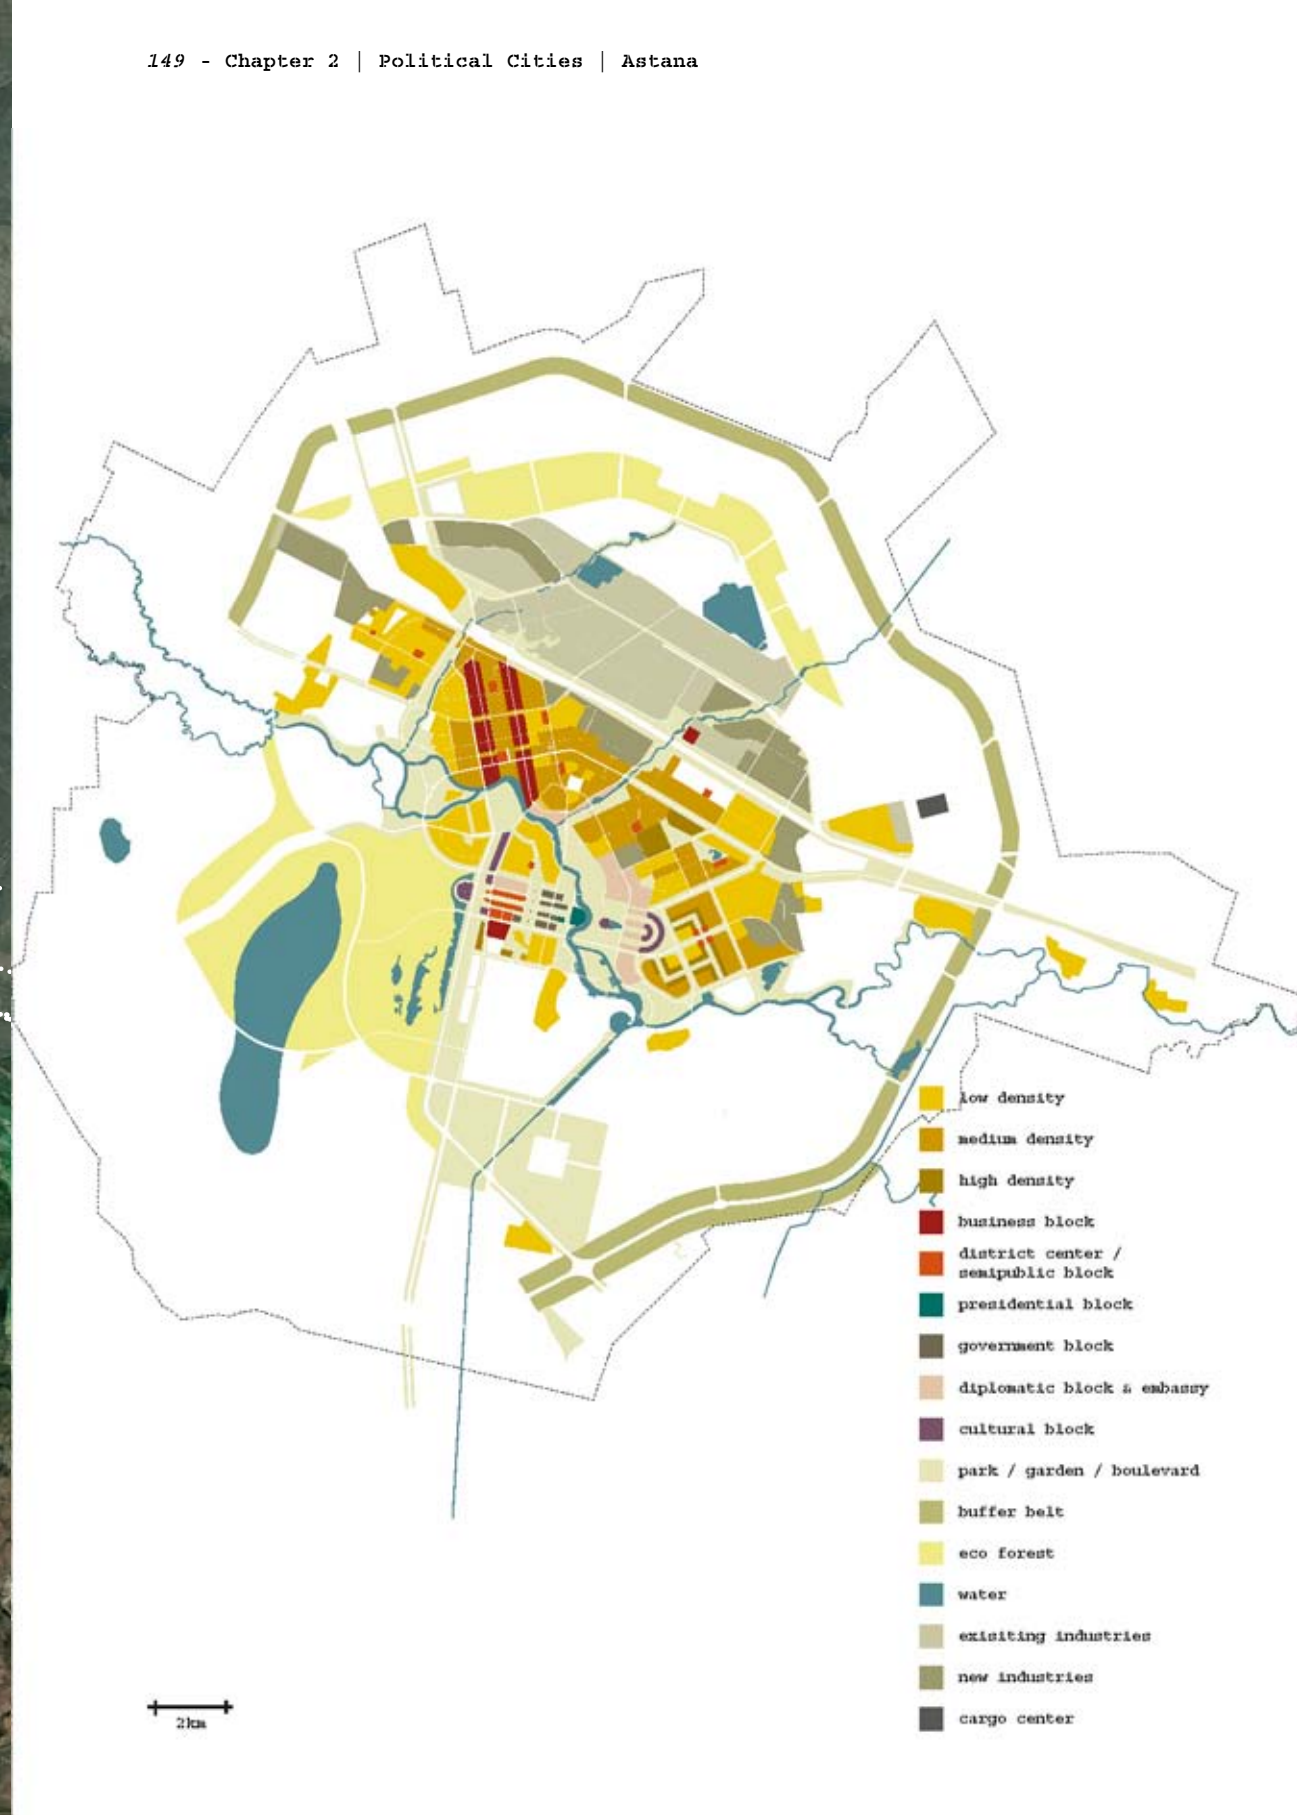 149 - Chapter 2 | Political Cities | Astana
low density
medium density
high density
business block
district center /
semipublic block
presidential block
government block
diplomatic block & embassy
cultural block
park / garden / boulevard
buffer belt
eco forest
water
exisiting industries
new industries
cargo center
2km